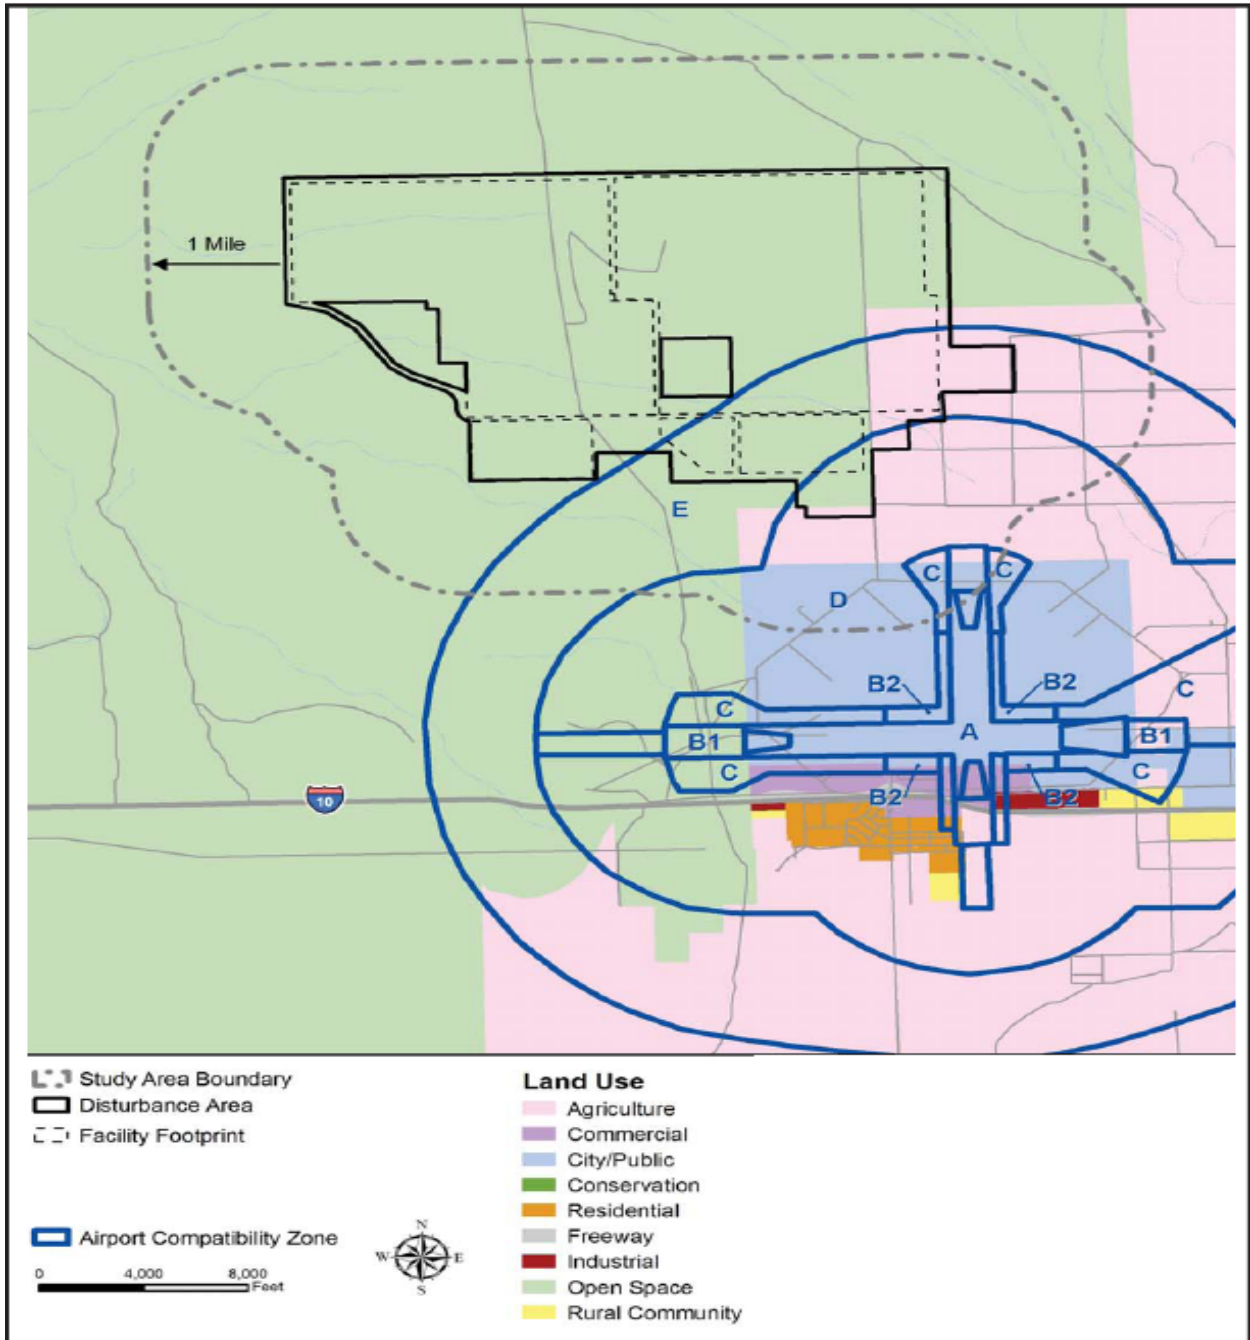 1 Mile
E
C
C
D
B2
B2
C
C
A
B1
B1
C
C
B2
B2
10
Study Area Boundary
Disturbance Area
Facility Footprint
Airport Compatibility Zone
0 4,000 8,000
Feet
N
W E
S
Land Use
Agriculture
Commercial
City/Public
Conservation
Residential
Freeway
Industrial
Open Space
Rural Community